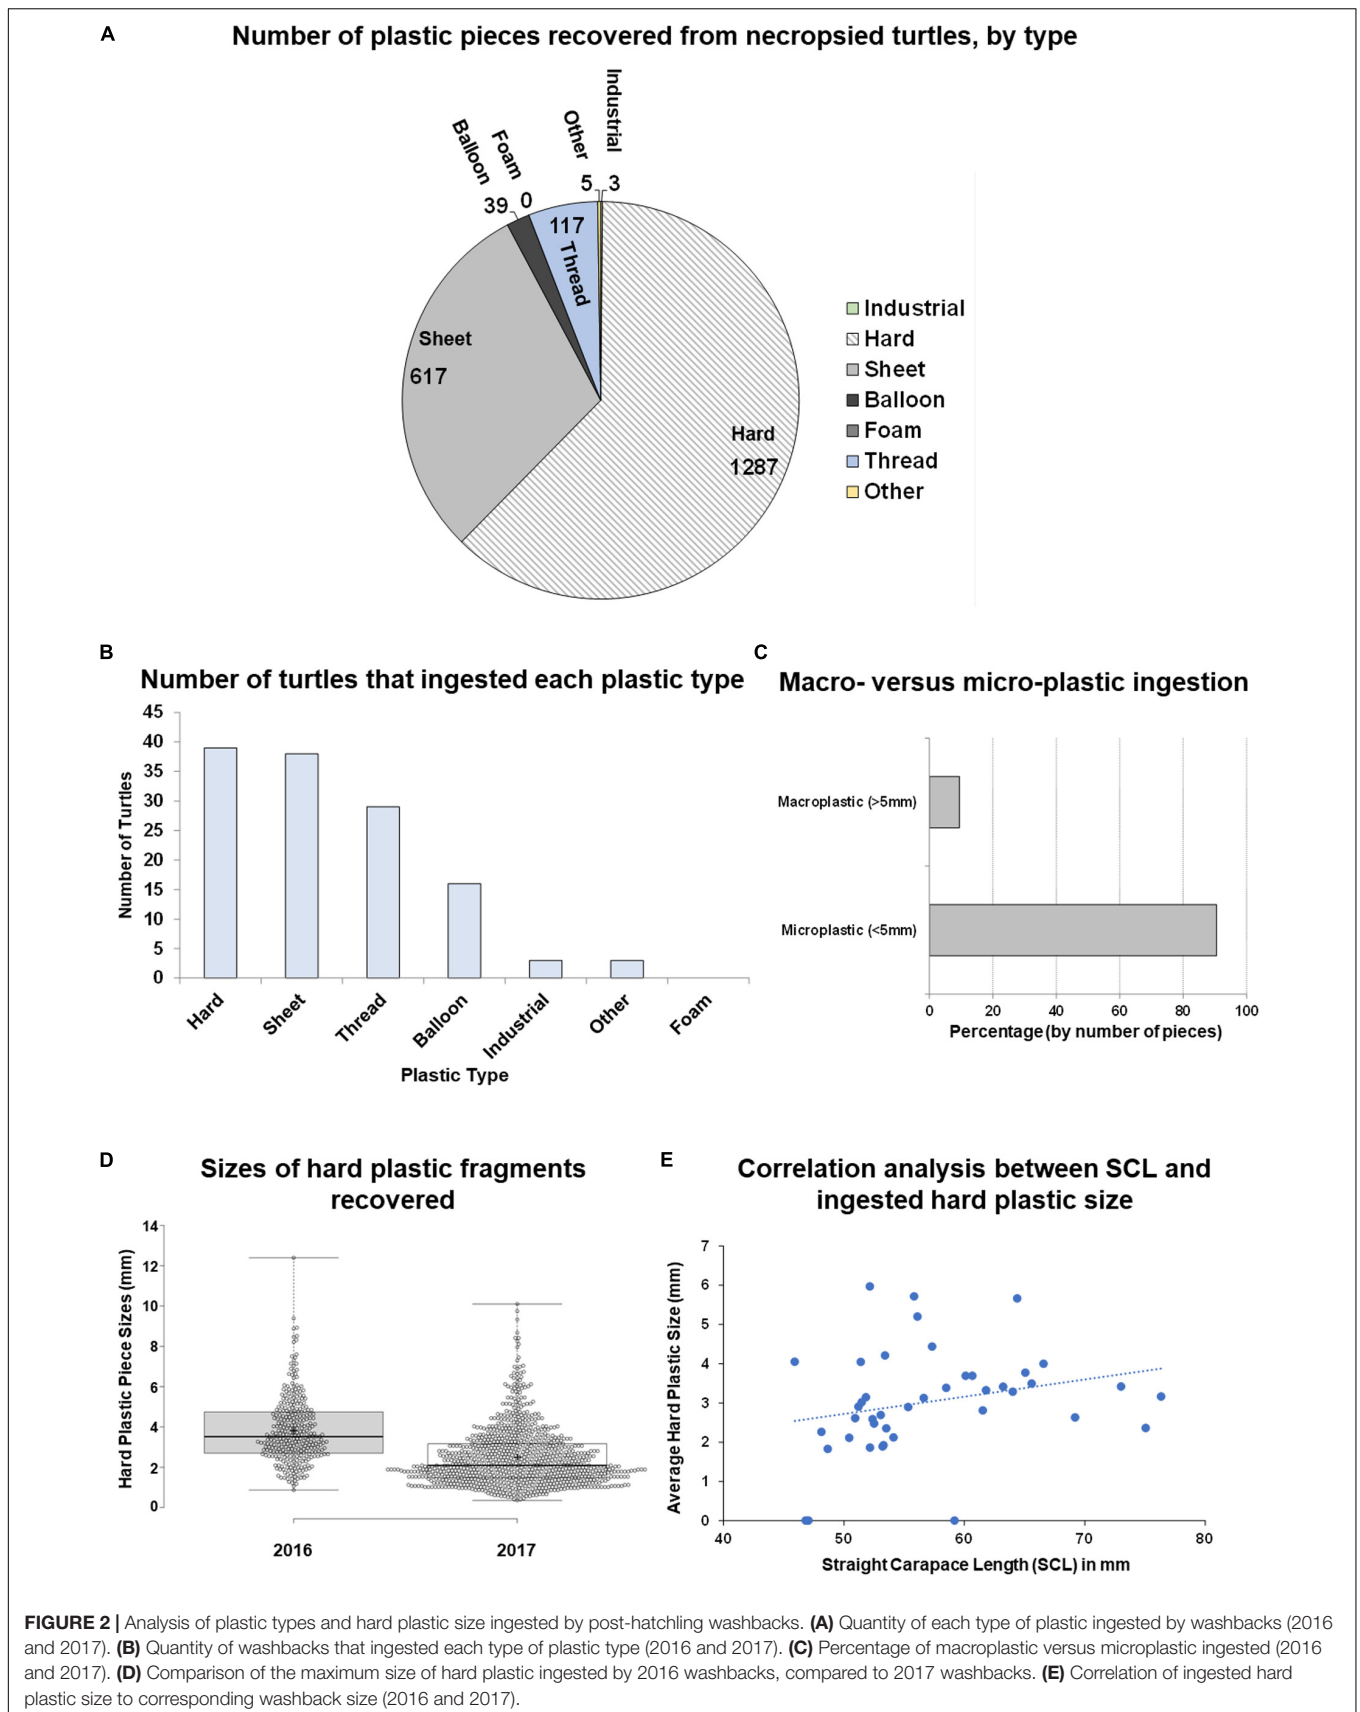 A
Number of plastic pieces recovered from necropsied turtles, by type
Balloon
39
Foam
0
Other
5
Industrial
3
117
Thread
Sheet
617
Hard
1287
Industrial
Hard
Sheet
Balloon
Foam
Thread
Other
B
Number of turtles that ingested each plastic type
45
40
35
30
25
20
15
10
5
0
Number of Turtles
Hard
Sheet
Thread
Balloon
Industrial
Other
Foam
Plastic Type
C
Macro- versus micro-plastic ingestion
Macroplastic (>5mm)
Microplastic (<5mm)
0 20 40 60 80 100
Percentage (by number of pieces)
D
Sizes of hard plastic fragments
recovered
14
12
10
8
6
4
2
0
Hard Plastic Piece Sizes (mm)
2016 2017
E
Correlation analysis between SCL and
ingested hard plastic size
7
6
5
4
3
2
1
0
Average Hard Plastic Size (mm)
40 50 60 70 80
Straight Carapace Length (SCL) in mm
FIGURE 2 | Analysis of plastic types and hard plastic size ingested by post-hatchling washbacks. (A) Quantity of each type of plastic ingested by washbacks (2016
and 2017). (B) Quantity of washbacks that ingested each type of plastic type (2016 and 2017). (C) Percentage of macroplastic versus microplastic ingested (2016
and 2017). (D) Comparison of the maximum size of hard plastic ingested by 2016 washbacks, compared to 2017 washbacks. (E) Correlation of ingested hard
plastic size to corresponding washback size (2016 and 2017).